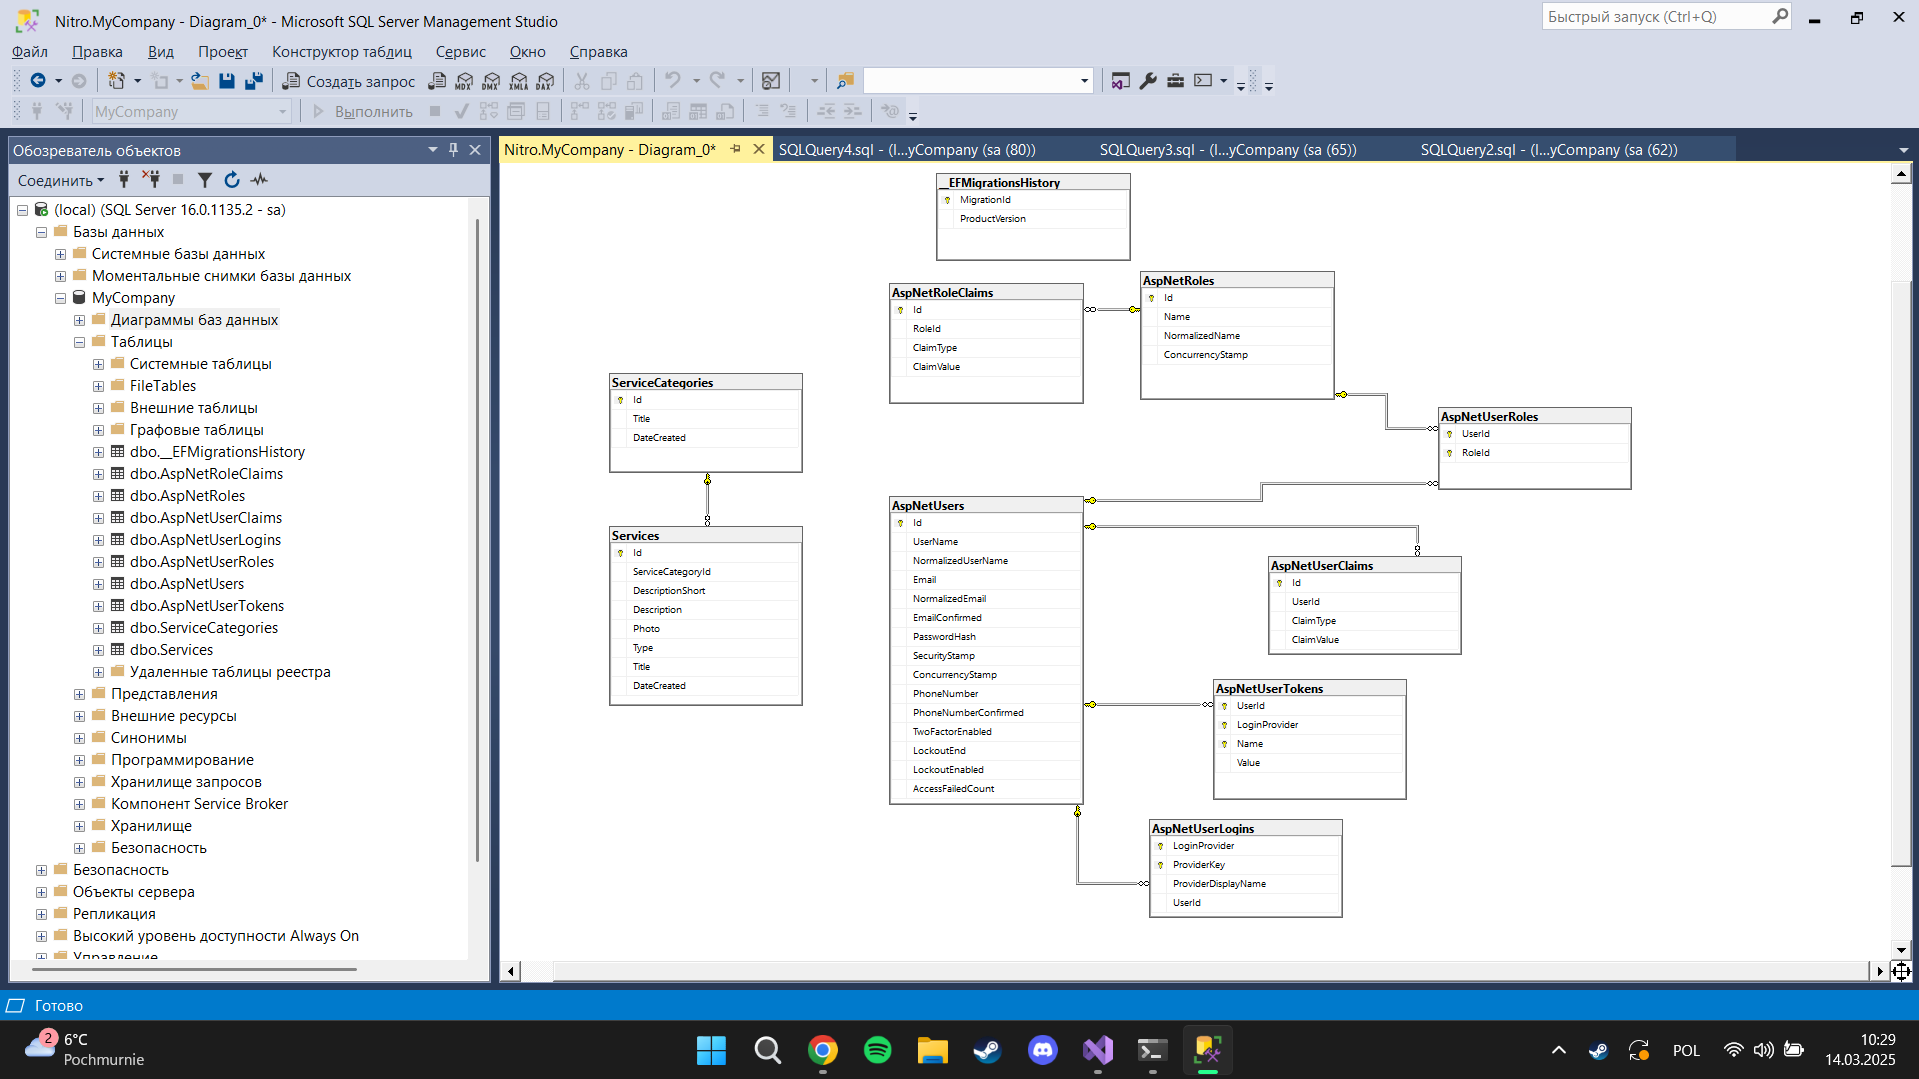 Nitro.MyCompany - Diagram_0* - Microsoft SQL Server Management Studio
Быстрый запуск (Ctrl+Q)
Файл Правка Вид Проект Конструктор таблиц Сервис Окно Справка
Создать запрос MDX DMX XMLA DAX
MyCompany Выполнить
Обозреватель объектов
Соединить
(local) (SQL Server 16.0.1135.2 - sa)
Базы данных
Системные базы данных
Моментальные снимки базы данных
MyCompany
Диаграммы баз данных
Таблицы
Системные таблицы
FileTables
Внешние таблицы
Графовые таблицы
dbo.__EFMigrationsHistory
dbo.AspNetRoleClaims
dbo.AspNetRoles
dbo.AspNetUserClaims
dbo.AspNetUserLogins
dbo.AspNetUserRoles
dbo.AspNetUsers
dbo.AspNetUserTokens
dbo.ServiceCategories
dbo.Services
Удаленные таблицы реестра
Представления
Внешние ресурсы
Синонимы
Программирование
Хранилище запросов
Компонент Service Broker
Хранилище
Безопасность
Безопасность
Объекты сервера
Репликация
Высокий уровень доступности Always On
Управление
Nitro.MyCompany - Diagram_0*
SQLQuery4.sql - (l...yCompany (sa (80))
SQLQuery3.sql - (l...yCompany (sa (65))
SQLQuery2.sql - (l...yCompany (sa (62))
__EFMigrationsHistory
MigrationId
ProductVersion
AspNetRoleClaims
Id
RoleId
ClaimType
ClaimValue
AspNetRoles
Id
Name
NormalizedName
ConcurrencyStamp
ServiceCategories
Id
Title
DateCreated
AspNetUserRoles
UserId
RoleId
Services
Id
ServiceCategoryId
DescriptionShort
Description
Photo
Type
Title
DateCreated
AspNetUsers
Id
UserName
NormalizedUserName
Email
NormalizedEmail
EmailConfirmed
PasswordHash
SecurityStamp
ConcurrencyStamp
PhoneNumber
PhoneNumberConfirmed
TwoFactorEnabled
LockoutEnd
LockoutEnabled
AccessFailedCount
AspNetUserClaims
Id
UserId
ClaimType
ClaimValue
AspNetUserTokens
UserId
LoginProvider
Name
Value
AspNetUserLogins
LoginProvider
ProviderKey
ProviderDisplayName
UserId
Готово
2
6°C
Pochmurnie
POL
10:29
14.03.2025